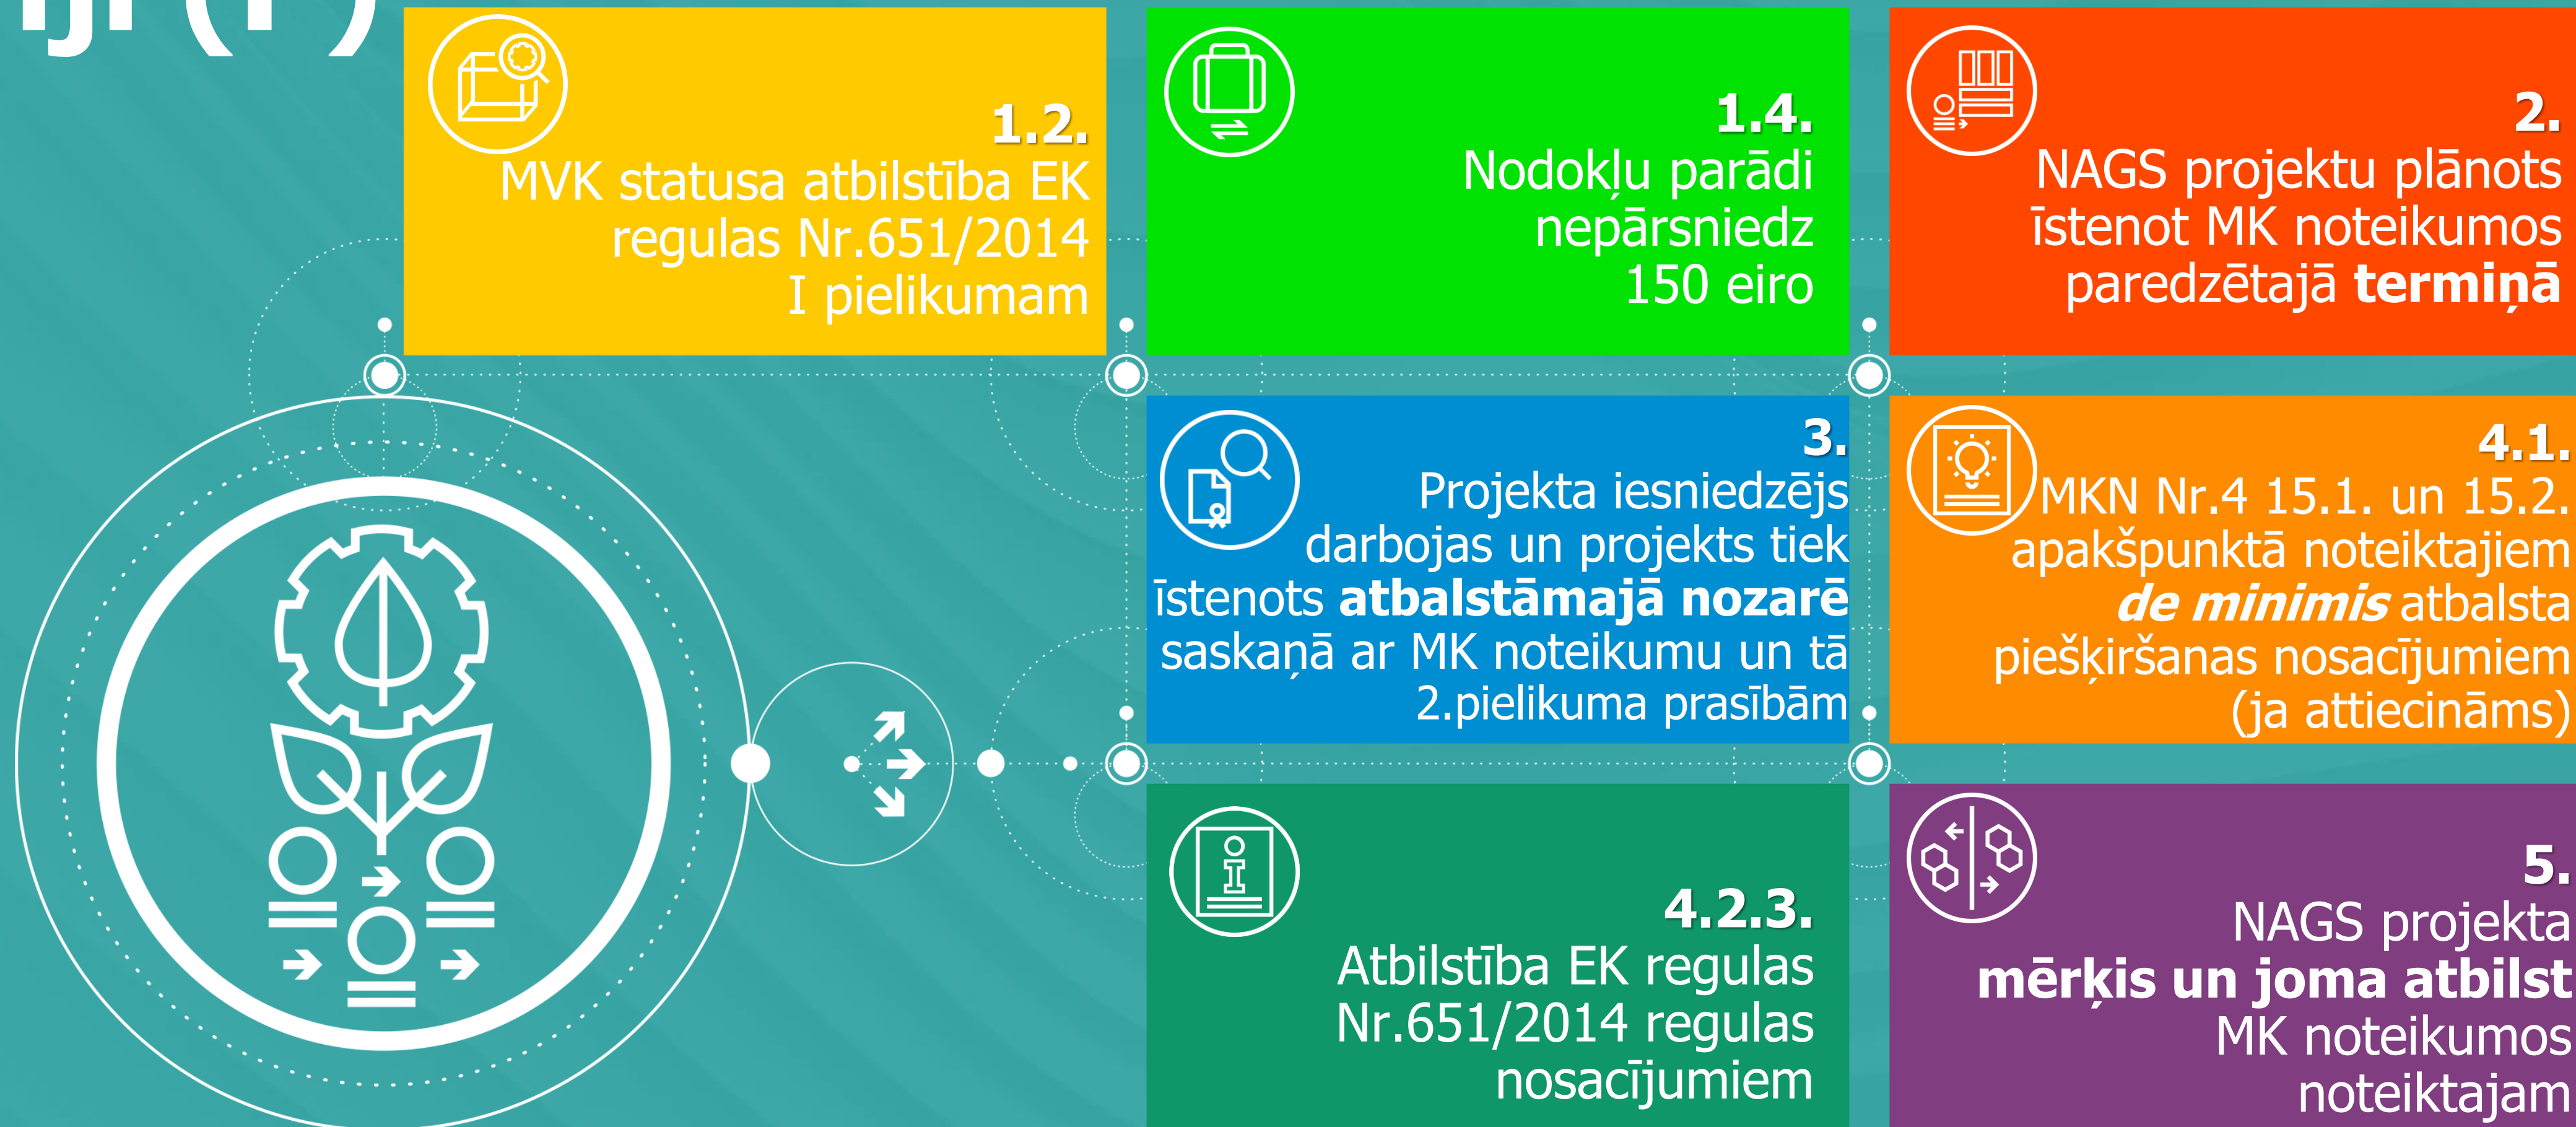 iji (P)
1.2.
MVK statusa atbilstība EK
regulas Nr.651/2014
I pielikumam
1.4.
Nodokļu parādi
nepārsniedz
150 eiro
2.
NAGS projektu plānots
īstenot MK noteikumos
paredzētajā termiņā
3.
Projekta iesniedzējs
darbojas un projekts tiek
īstenots atbalstāmajā nozarē
saskaņā ar MK noteikumu un tā
2.pielikuma prasībām
4.1.
MKN Nr.4 15.1. un 15.2.
apakšpunktā noteiktajiem
de minimis atbalsta
piešķiršanas nosacījumiem
(ja attiecināms)
4.2.3.
Atbilstība EK regulas
Nr.651/2014 regulas
nosacījumiem
5.
NAGS projekta
mērķis un joma atbilst
MK noteikumos
noteiktajam